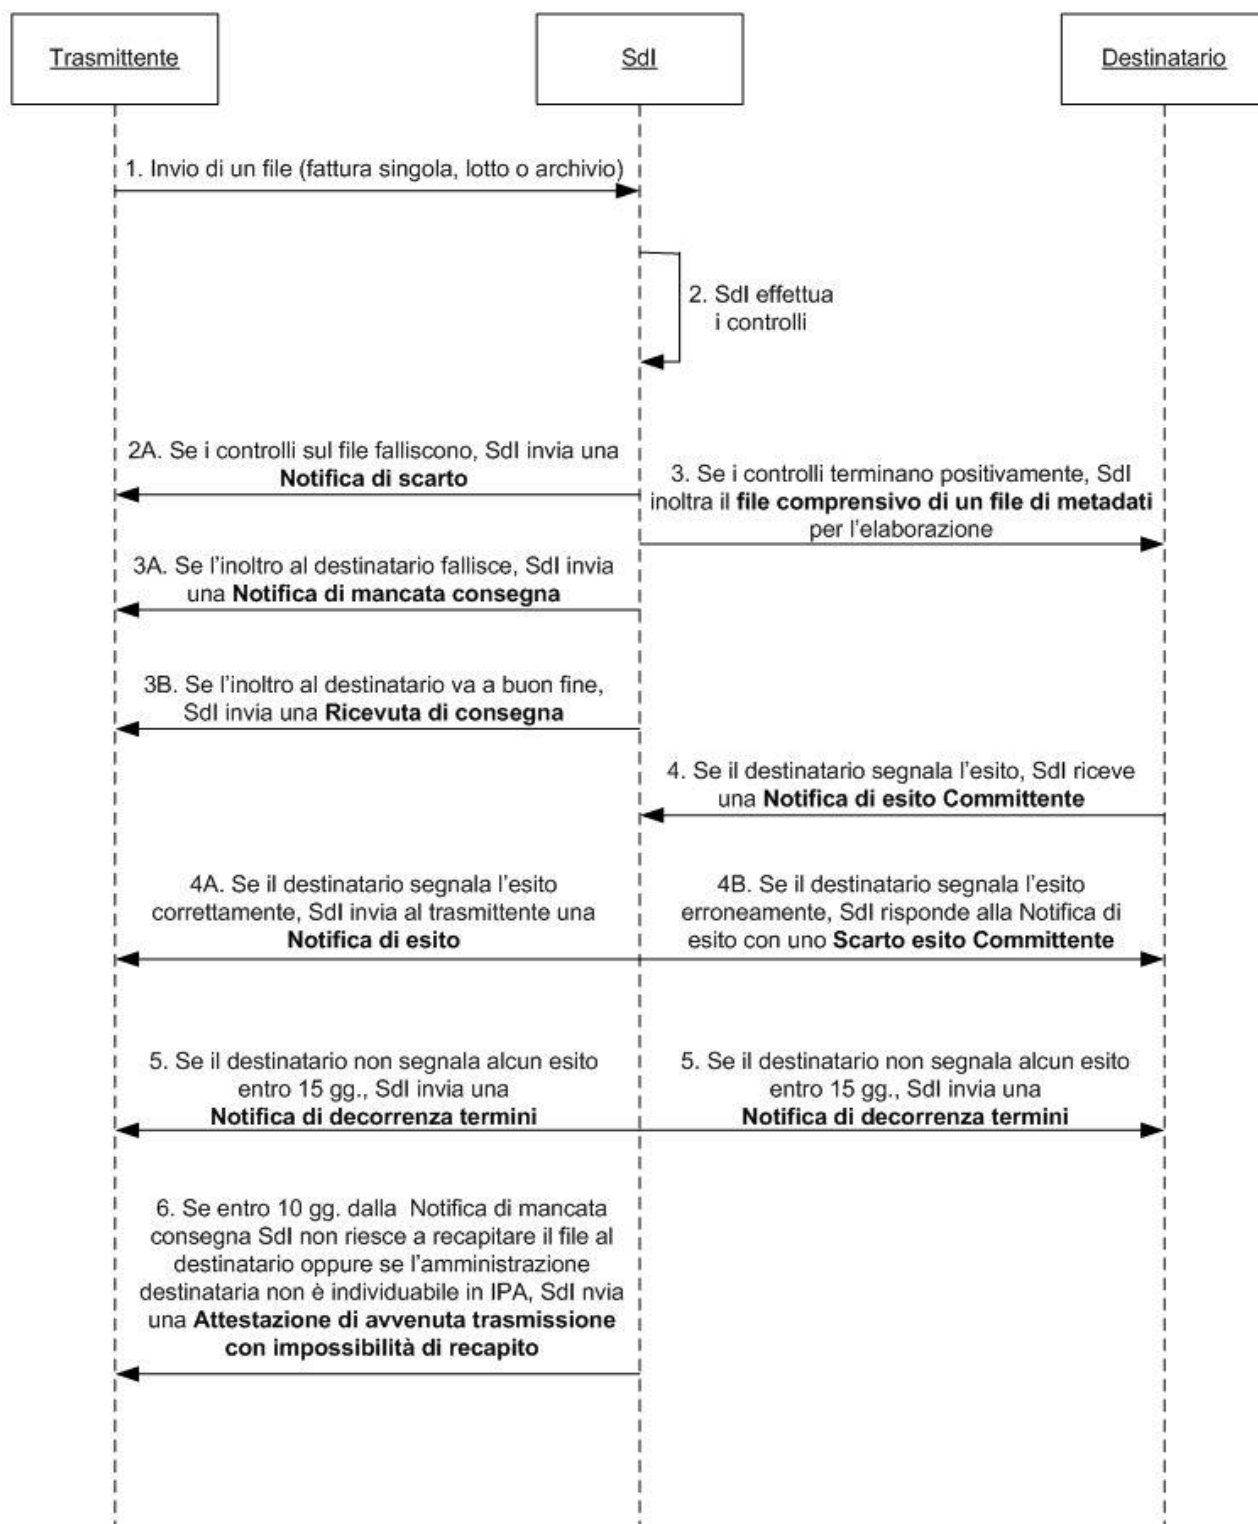 Trasmittente
SdI
Destinatario
1. Invio di un file (fattura singola, lotto o archivio)
2. SdI effettua
i controlli
2A. Se i controlli sul file falliscono, SdI invia una
Notifica di scarto
3. Se i controlli terminano positivamente, SdI
inoltra il file comprensivo di un file di metadati
per l'elaborazione
3A. Se l'inoltro al destinatario fallisce, SdI invia
una Notifica di mancata consegna
3B. Se l'inoltro al destinatario va a buon fine,
SdI invia una Ricevuta di consegna
4. Se il destinatario segnala l'esito, SdI riceve
una Notifica di esito Committente
4A. Se il destinatario segnala l'esito
correttamente, SdI invia al trasmittente una
Notifica di esito
4B. Se il destinatario segnala l'esito
erroneamente, SdI risponde alla Notifica di
esito con uno Scarto esito Committente
5. Se il destinatario non segnala alcun esito
entro 15 gg., SdI invia una
Notifica di decorrenza termini
5. Se il destinatario non segnala alcun esito
entro 15 gg., SdI invia una
Notifica di decorrenza termini
6. Se entro 10 gg. dalla Notifica di mancata
consegna SdI non riesce a recapitare il file al
destinatario oppure se l'amministrazione
destinataria non è individuabile in IPA, SdI nvia
una Attestazione di avvenuta trasmissione
con impossibilità di recapito